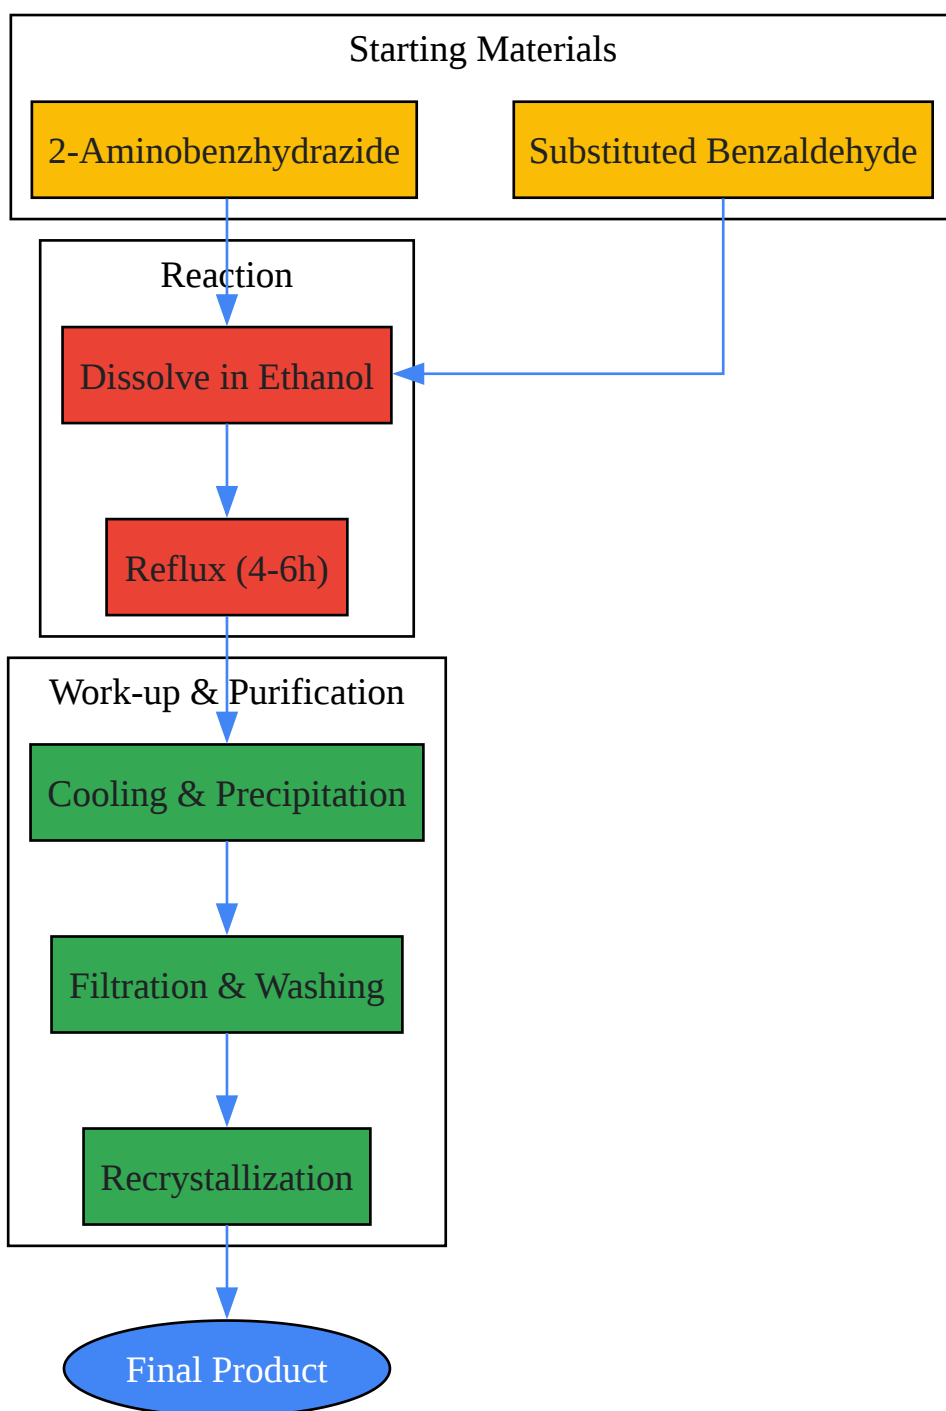 Starting Materials
2-Aminobenzhydrazide
Substituted Benzaldehyde
Reaction
Dissolve in Ethanol
Reflux (4-6h)
Work-up & Purification
Cooling & Precipitation
Filtration & Washing
Recrystallization
Final Product